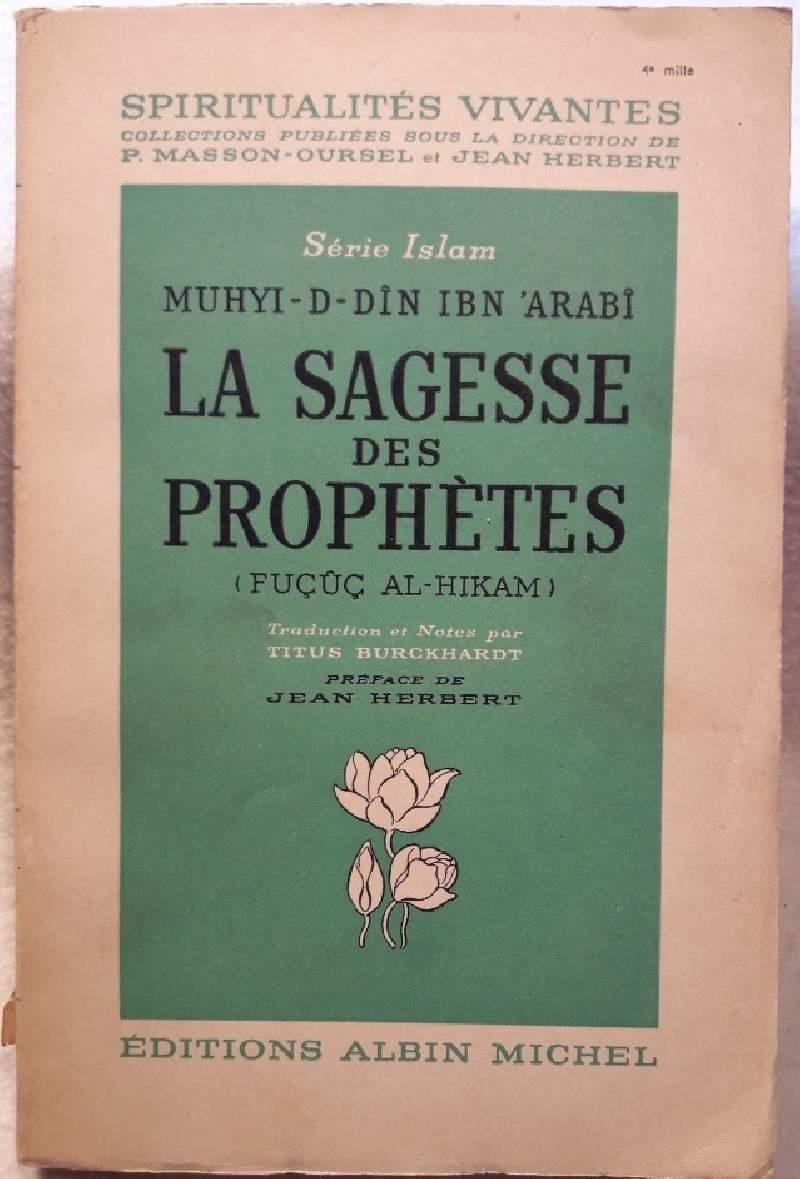 4e mille
SPIRITUALITÉS VIVANTES
COLLECTIONS PUBLIÉES SOUS LA DIRECTION DE
P. MASSON-OURSEL et JEAN HERBERT
Série Islam
MUHYI-D-DÎN IBN 'ARABÎ
LA SAGESSE
DES
PROPHÈTES
(FUÇÛÇ AL-HIKAM)
Traduction et Notes par
TITUS BURCKHARDT
PRÉFACE DE
JEAN HERBERT
ÉDITIONS ALBIN MICHEL